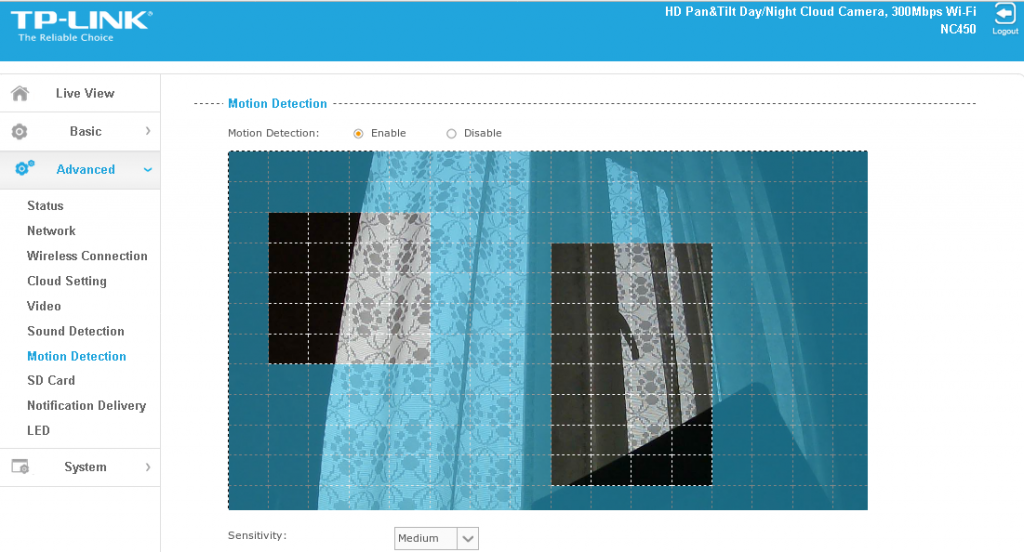 TP-LINK®
The Reliable Choice
HD Pan&Tilt Day/Night Cloud Camera, 300Mbps Wi-Fi
NC450
Logout
Live View
Basic
Advanced
Status
Network
Wireless Connection
Cloud Setting
Video
Sound Detection
Motion Detection
SD Card
Notification Delivery
LED
System
Motion Detection
Motion Detection: Enable Disable
Sensitivity: Medium